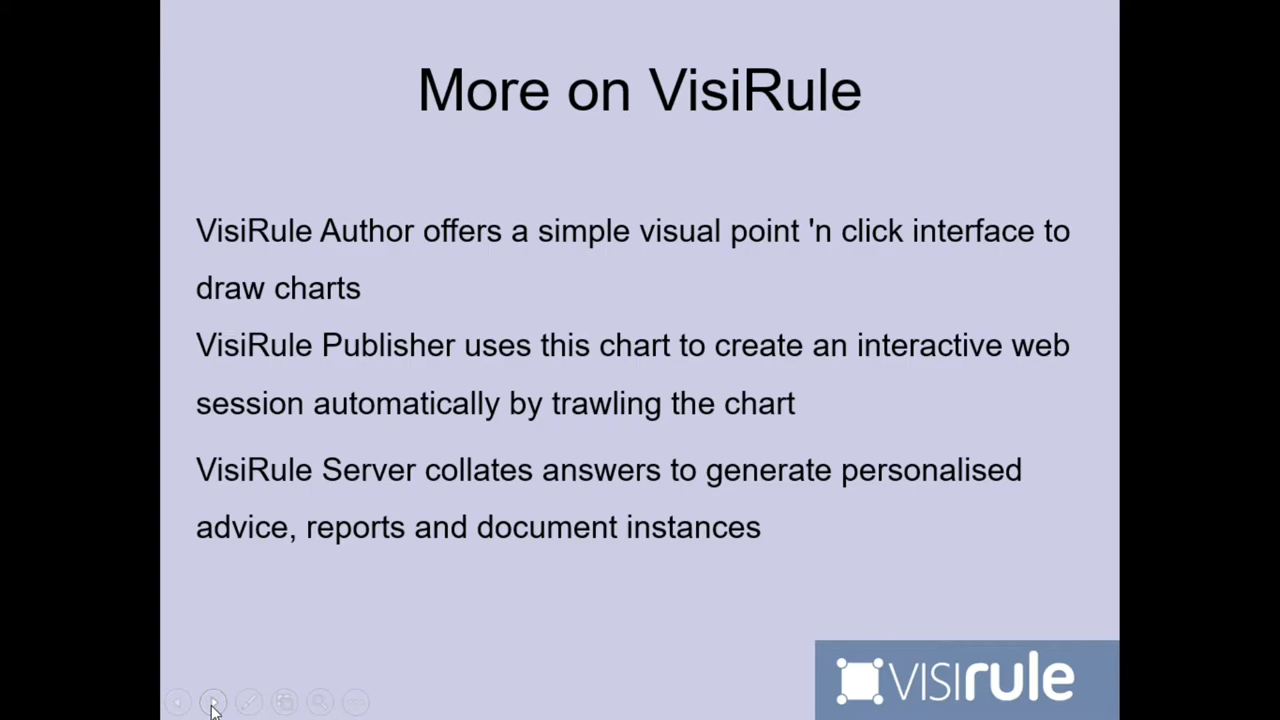 More on VisiRule
VisiRule Author offers a simple visual point 'n click interface to
draw charts
VisiRule Publisher uses this chart to create an interactive web
session automatically by trawling the chart
VisiRule Server collates answers to generate personalised
advice, reports and document instances
VISIrule